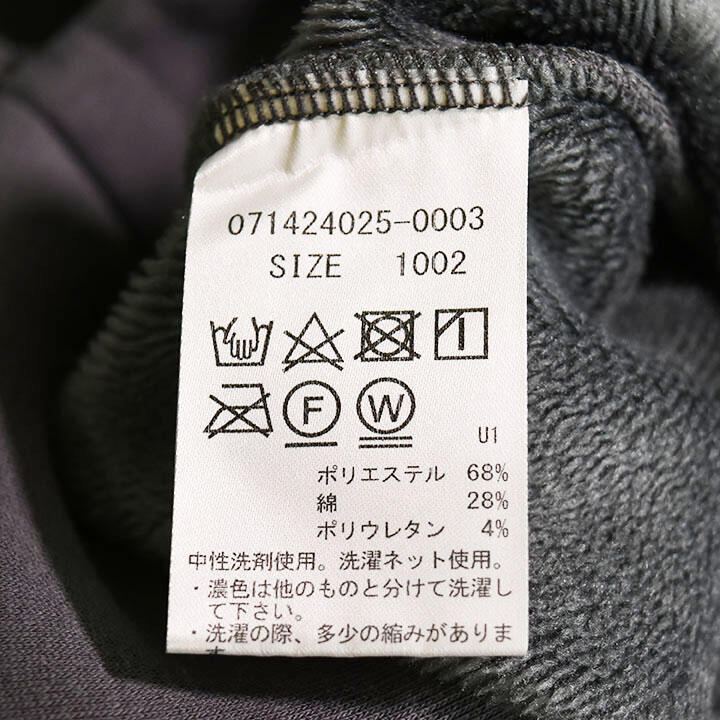 071424025-0003
SIZE 1002
F W
U1
ポリエステル 68%
綿 28%
ポリウレタン 4%
中性洗剤使用。洗濯ネット使用。
・濃色は他のものと分けて洗濯し
て下さい。
・洗濯の際、多少の縮みがありま
す